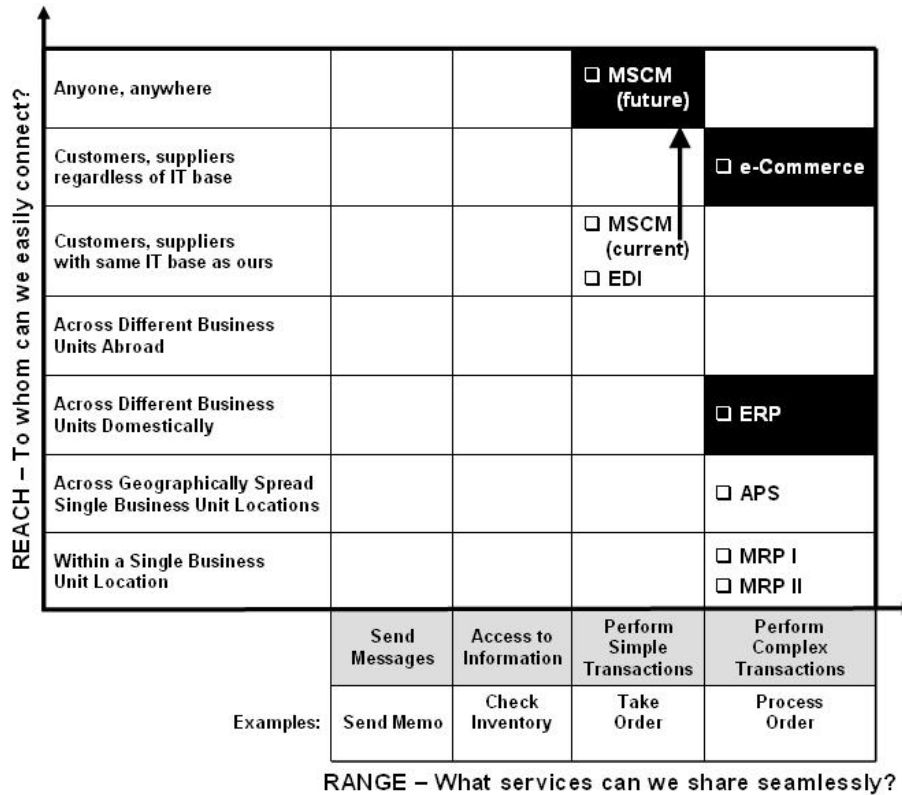 REACH – To whom can we easily connect?
Anyone, anywhere
❑ MSCM
(future)
Customers, suppliers
regardless of IT base
❑ e-Commerce
Customers, suppliers
with same IT base as ours
❑ MSCM
(current)
❑ EDI
Across Different Business
Units Abroad
Across Different Business
Units Domestically
❑ ERP
Across Geographically Spread
Single Business Unit Locations
❑ APS
Within a Single Business
Unit Location
❑ MRP I
❑ MRP II
Send
Messages
Access to
Information
Perform
Simple
Transactions
Perform
Complex
Transactions
Examples:
Send Memo
Check
Inventory
Take
Order
Process
Order
RANGE – What services can we share seamlessly?